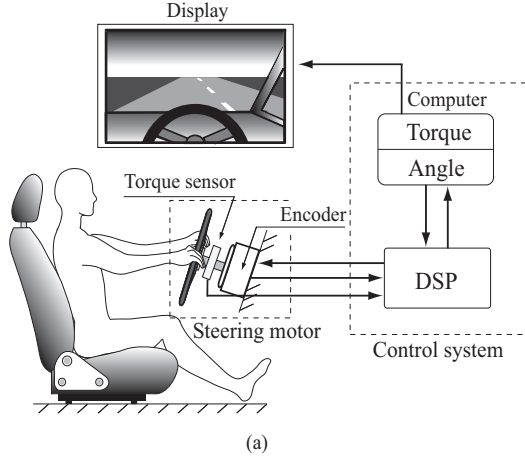 Display
Computer
Torque
Angle
Torque sensor
Encoder
DSP
Steering motor
Control system
(a)